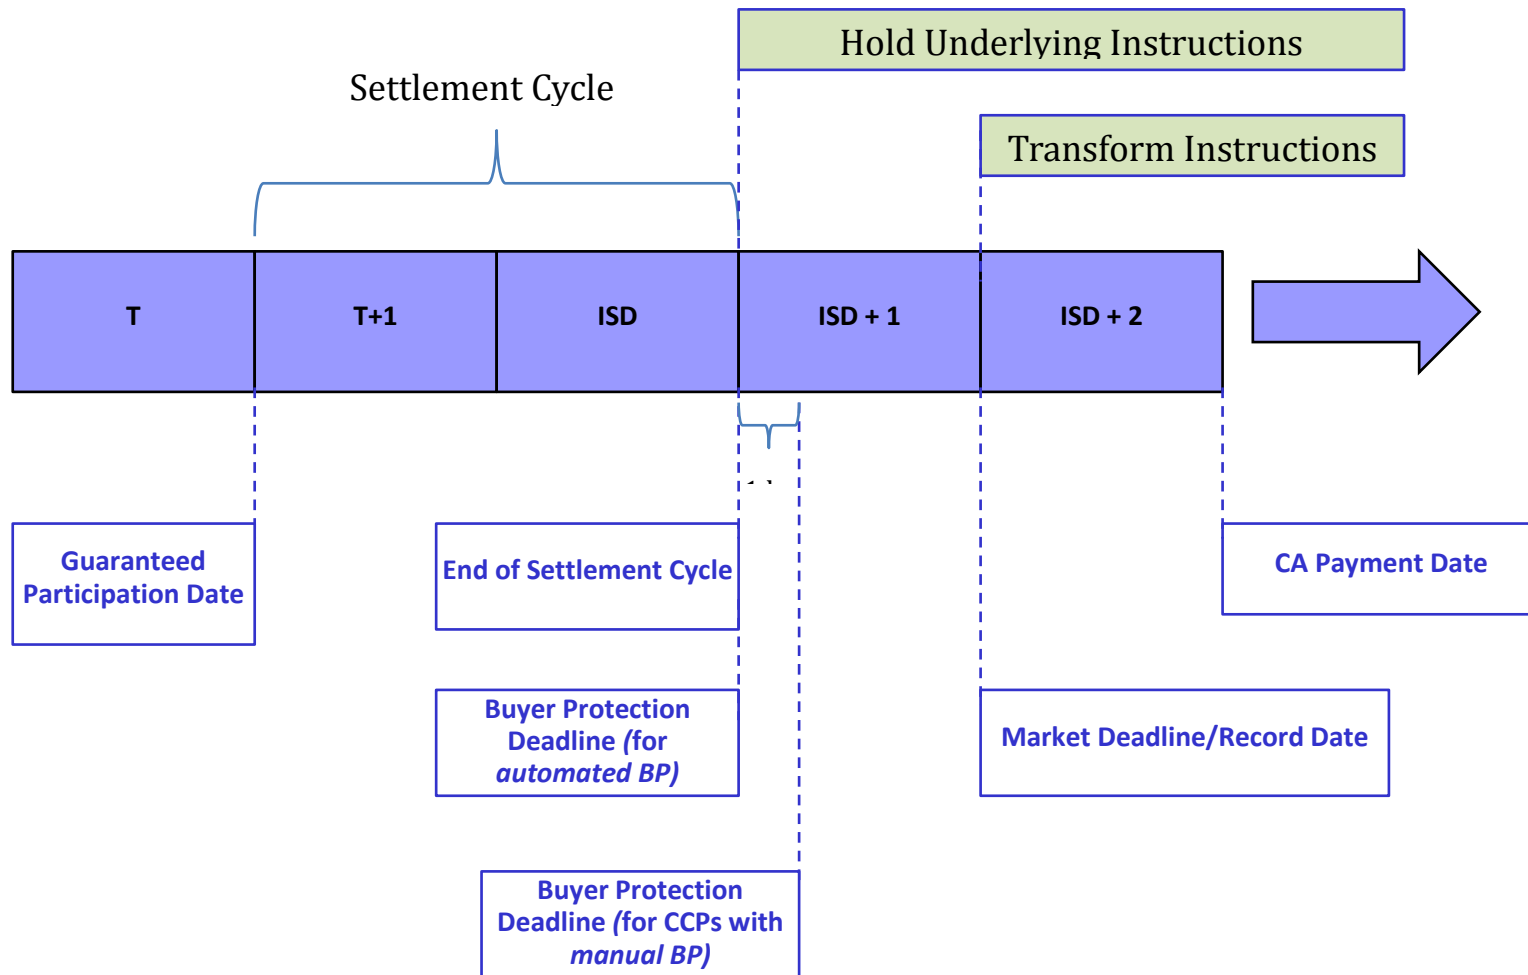 Hold Underlying Instructions
Settlement Cycle
Transform Instructions
T
T+1
ISD
ISD + 1
ISD + 2
Guaranteed
Participation Date
End of Settlement Cycle
CA Payment Date
Buyer Protection
Deadline (for
automated BP)
Market Deadline/Record Date
Buyer Protection
Deadline (for CCPs with
manual BP)